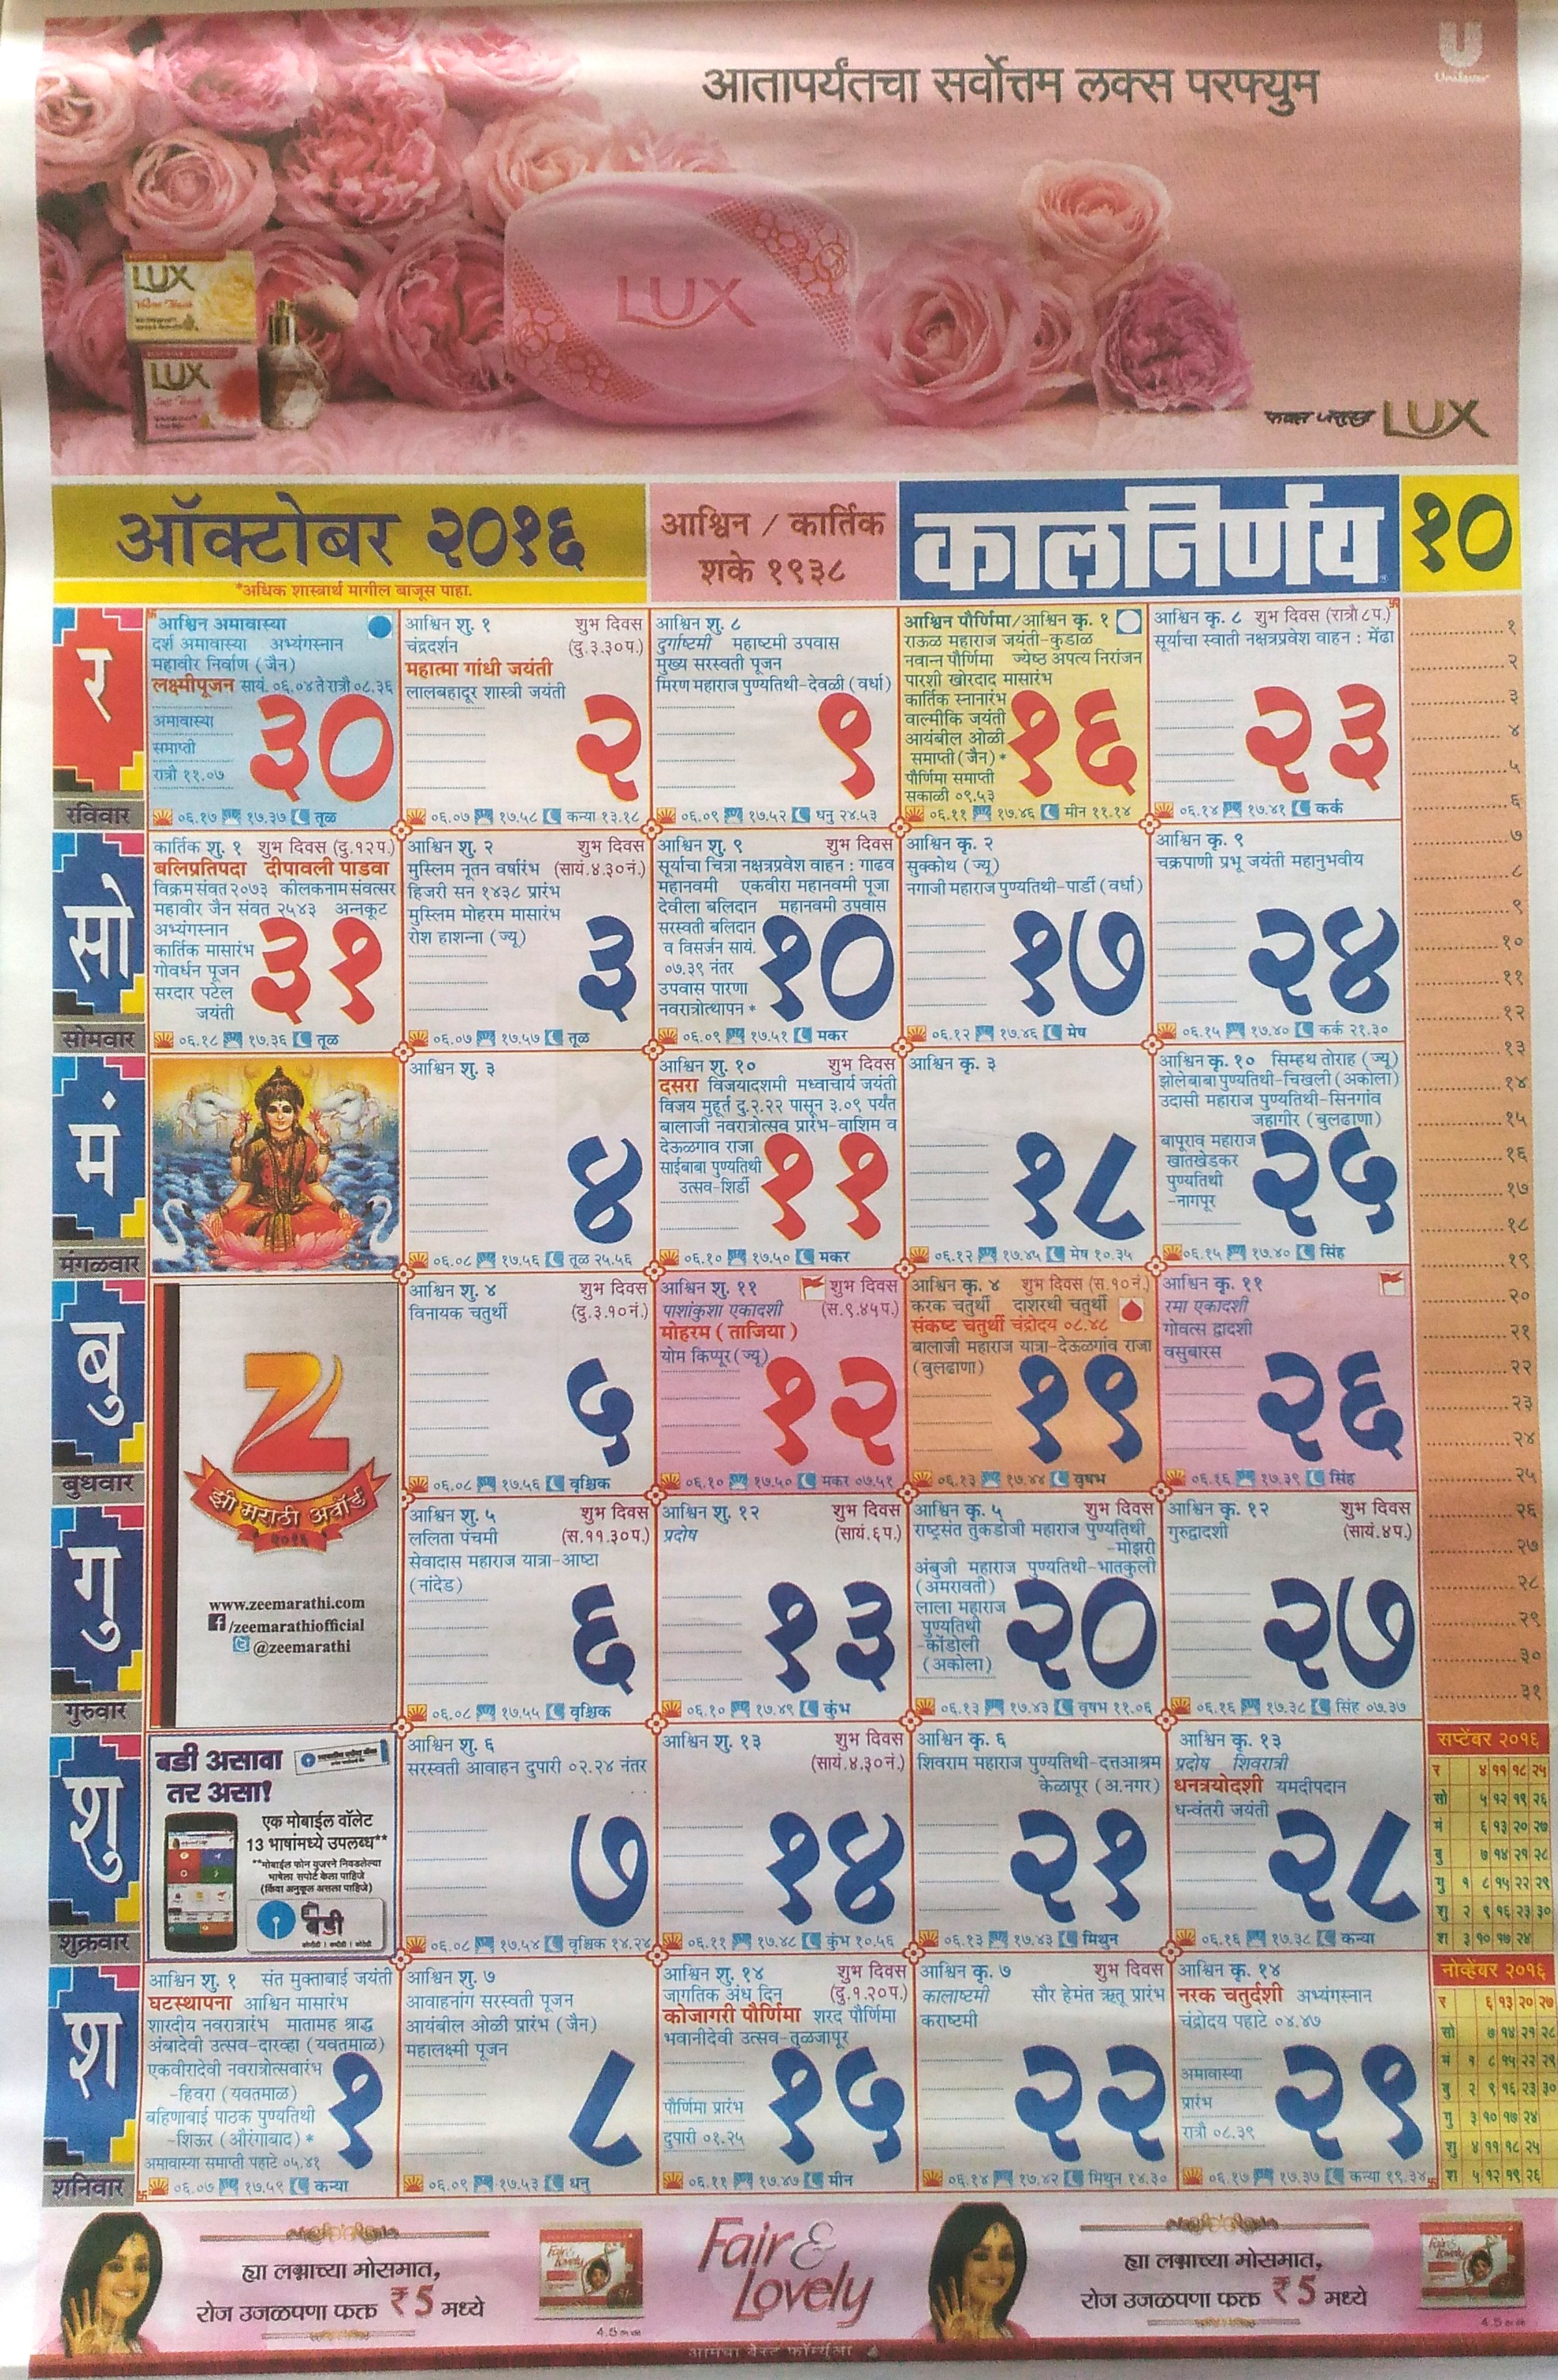 आतापर्यंतचा सर्वोत्तम लक्स परफ्युम
Unilever
LUX
LUX
Velvet Touch
LUX
Soft Touch
LUX
ऑक्टोबर २०१६
*अधिक शास्त्रार्थ मागील बाजूस पाहा.
आश्विन / कार्तिक
शके १९३८
कालनिर्णय
१०
र
रविवार
आश्विन अमावास्या
दर्श अमावास्या अभ्यंगस्नान
महावीर निर्वाण (जैन)
लक्ष्मीपूजन सायं. ०६.०४ ते रात्रौ ०८.३६
अमावास्या
समाप्ती
रात्रौ ११.०७
३०
०६.१७ १७.३७ तूळ
आश्विन शु. १ शुभ दिवस
चंद्रदर्शन (दु.३.३०प.)
महात्मा गांधी जयंती
लालबहादूर शास्त्री जयंती
२
०६.०७ १७.५८ कन्या १३.१८
आश्विन शु. ८
दुर्गाष्टमी महाष्टमी उपवास
मुख्य सरस्वती पूजन
मिरण महाराज पुण्यतिथी-देवळी (वर्धा)
९
०६.०९ १७.५२ धनु २४.५३
आश्विन पौर्णिमा/आश्विन कृ. १
राऊळ महाराज जयंती-कुडाळ
नवान्न पौर्णिमा ज्येष्ठ अपत्य निरांजन
पारशी खोरदाद मासारंभ
कार्तिक स्नानारंभ
वाल्मीकि जयंती
आयंबील ओळी
समाप्ती (जैन) *
पौर्णिमा समाप्ती
सकाळी ०९.५३
१६
०६.११ १७.४६ मीन ११.१४
आश्विन कृ. ८ शुभ दिवस (रात्रौ ८प.)
सूर्याचा स्वाती नक्षत्रप्रवेश वाहन : मेंढा
२३
०६.१४ १७.४१ कर्क
सो
सोमवार
कार्तिक शु. १ शुभ दिवस (दु.१२प.)
बलिप्रतिपदा दीपावली पाडवा
विक्रम संवत २०७३ कीलकनाम संवत्सर
महावीर जैन संवत २५४३ अन्नकूट
अभ्यंगस्नान
कार्तिक मासारंभ
गोवर्धन पूजन
सरदार पटेल
जयंती
३१
०६.१८ १७.३६ तूळ
आश्विन शु. २ शुभ दिवस
मुस्लिम नूतन वर्षारंभ (सायं.४.३०नं.)
हिजरी सन १४३८ प्रारंभ
मुस्लिम मोहरम मासारंभ
रोश हाशन्ना (ज्यू)
३
०६.०७ १७.५७ तूळ
आश्विन शु. ९ शुभ दिवस
सूर्याचा चित्रा नक्षत्रप्रवेश वाहन : गाढव
महानवमी एकवीरा महानवमी पूजा
देवीला बलिदान महानवमी उपवास
सरस्वती बलिदान
व विसर्जन सायं.
०७.३९ नंतर
उपवास पारणा
नवरात्रोत्थापन *
१०
०६.०९ १७.५१ मकर
आश्विन कृ. २
सुक्कोथ (ज्यू)
नगाजी महाराज पुण्यतिथी-पार्डी (वर्धा)
१७
०६.१२ १७.४६ मेष
आश्विन कृ. ९
चक्रपाणी प्रभू जयंती महानुभवीय
२४
०६.१५ १७.४० कर्क २१.३०
मं
मंगळवार
आश्विन शु. ३
४
०६.०८ १७.५६ तूळ २५.५६
आश्विन शु. १० शुभ दिवस
दसरा विजयादशमी मध्वाचार्य जयंती
विजय मुहूर्त दु.२.२२ पासून ३.०९ पर्यंत
बालाजी नवरात्रोत्सव प्रारंभ-वाशिम व
देऊळगाव राजा
साईबाबा पुण्यतिथी
उत्सव-शिर्डी
११
०६.१० १७.५० मकर
आश्विन कृ. ३
१८
०६.१२ १७.४५ मेष १०.३५
आश्विन कृ. १० सिम्हथ तोराह (ज्यू)
झोलेबाबा पुण्यतिथी-चिखली (अकोला)
उदासी महाराज पुण्यतिथी-सिनगांव
जहागीर (बुलढाणा)
बापूराव महाराज
खातखेडकर
पुण्यतिथी
-नागपूर
२५
०६.१५ १७.४० सिंह
बु
बुधवार
झी मराठी अवॉर्ड
२०१६
www.zeemarathi.com
/zeemarathiofficial
@zeemarathi
आश्विन शु. ४ शुभ दिवस
विनायक चतुर्थी (दु.३.१०नं.)
५
०६.०८ १७.५६ वृश्चिक
आश्विन शु. ११ शुभ दिवस
पाशांकुशा एकादशी (स.९.४५प.)
मोहरम ( ताजिया )
योम किप्पूर (ज्यू)
१२
०६.१० १७.५० मकर ०७.५१
आश्विन कृ. ४ शुभ दिवस (स.१०नं.)
करक चतुर्थी दाशरथी चतुर्थी
संकष्ट चतुर्थी चंद्रोदय ०८.४८
बालाजी महाराज यात्रा-देऊळगांव राजा
(बुलढाणा)
१९
०६.१३ १७.४४ वृषभ
आश्विन कृ. ११
रमा एकादशी
गोवत्स द्वादशी
वसुबारस
२६
०६.१६ १७.३९ सिंह
गु
गुरुवार
आश्विन शु. ५ शुभ दिवस
ललिता पंचमी (स.११.३०प.)
सेवादास महाराज यात्रा-आष्टा
(नांदेड)
६
०६.०८ १७.५५ वृश्चिक
आश्विन शु. १२ शुभ दिवस
प्रदोष (सायं.६प.)
१३
०६.१० १७.४९ कुंभ
आश्विन कृ. ५ शुभ दिवस
राष्ट्रसंत तुकडोजी महाराज पुण्यतिथी
-मोझरी
अंबुजी महाराज पुण्यतिथी-भातकुली
(अमरावती)
लाला महाराज
पुण्यतिथी
-कोंडोली
(अकोला)
२०
०६.१३ १७.४३ वृषभ ११.०६
आश्विन कृ. १२ शुभ दिवस
गुरुद्वादशी (सायं.४प.)
२७
०६.१६ १७.३८ सिंह ०७.३७
शु
शुक्रवार
बडी असावा
तर असा!
एक मोबाईल वॉलेट
13 भाषांमध्ये उपलब्ध**
**मोबाईल फोन युजरने निवडलेल्या
भाषेला सपोर्ट केला पाहिजे
(किंवा अनुकूल असला पाहिजे)
बडी
आश्विन शु. ६
सरस्वती आवाहन दुपारी ०२.२४ नंतर
७
०६.०८ १७.५४ वृश्चिक १४.२४
आश्विन शु. १३ शुभ दिवस
(सायं.४.३०नं.)
१४
०६.११ १७.४८ कुंभ १०.५६
आश्विन कृ. ६
शिवराम महाराज पुण्यतिथी-दत्तआश्रम
केळापूर (अ.नगर)
२१
०६.१३ १७.४३ मिथुन
आश्विन कृ. १३
प्रदोष शिवरात्री
धनत्रयोदशी यमदीपदान
धन्वंतरी जयंती
२८
०६.१६ १७.३८ कन्या
श
शनिवार
आश्विन शु. १ संत मुक्ताबाई जयंती
घटस्थापना आश्विन मासारंभ
शारदीय नवरात्रारंभ मातामह श्राद्ध
अंबादेवी उत्सव-दारव्हा (यवतमाळ)
एकवीरादेवी नवरात्रोत्सवारंभ
-हिवरा (यवतमाळ)
बहिणाबाई पाठक पुण्यतिथी
-शिऊर (औरंगाबाद) *
अमावास्या समाप्ती पहाटे ०५.४१
१
०६.०७ १७.५९ कन्या
आश्विन शु. ७
आवाहनांग सरस्वती पूजन
आयंबील ओळी प्रारंभ (जैन)
महालक्ष्मी पूजन
८
०६.०९ १७.५३ धनु
आश्विन शु. १४ शुभ दिवस
जागतिक अंध दिन (दु.१.२०प.)
कोजागरी पौर्णिमा शरद पौर्णिमा
भवानीदेवी उत्सव-तुळजापूर
पौर्णिमा प्रारंभ
दुपारी ०१.२५
१५
०६.११ १७.४७ मीन
आश्विन कृ. ७ शुभ दिवस
कालाष्टमी सौर हेमंत ऋतू प्रारंभ
कराष्टमी
२२
०६.१४ १७.४२ मिथुन १४.३०
आश्विन कृ. १४
नरक चतुर्दशी अभ्यंगस्नान
चंद्रोदय पहाटे ०४.४७
अमावास्या
प्रारंभ
रात्रौ ०८.३९
२९
०६.१७ १७.३७ कन्या १९.३४
१
२
३
४
५
६
७
८
९
१०
११
१२
१३
१४
१५
१६
१७
१८
१९
२०
२१
२२
२३
२४
२५
२६
२७
२८
२९
३०
३१
सप्टेंबर २०१६
र ४ ११ १८ २५
सो ५ १२ १९ २६
मं ६ १३ २० २७
बु ७ १४ २१ २८
गु १ ८ १५ २२ २९
शु २ ९ १६ २३ ३०
श ३ १० १७ २४
नोव्हेंबर २०१६
र ६ १३ २० २७
सो ७ १४ २१ २८
मं १ ८ १५ २२ २९
बु २ ९ १६ २३ ३०
गु ३ १० १७ २४
शु ४ ११ १८ २५
श ५ १२ १९ २६
ह्या लग्नाच्या मोसमात,
रोज उजळपणा फक्त ₹5 मध्ये
Fair & Lovely
Fair &
Lovely
ह्या लग्नाच्या मोसमात,
रोज उजळपणा फक्त ₹5 मध्ये
Fair & Lovely
आमचा बेस्ट फॉर्म्युला